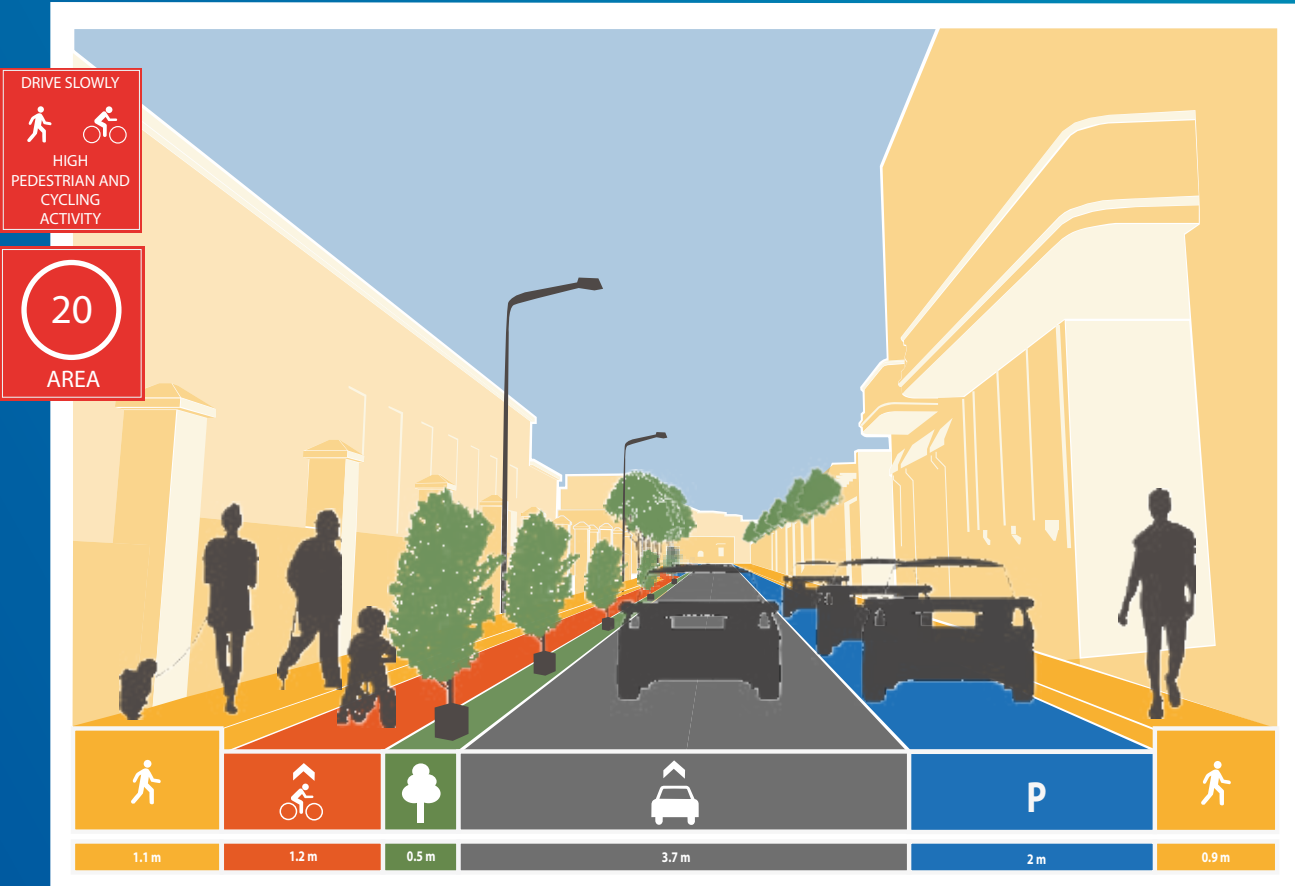 DRIVE SLOWLY
HIGH
PEDESTRIAN AND
CYCLING
ACTIVITY
20
AREA
P
1.1 m
1.2 m
0.5 m
3.7 m
2 m
0.9 m